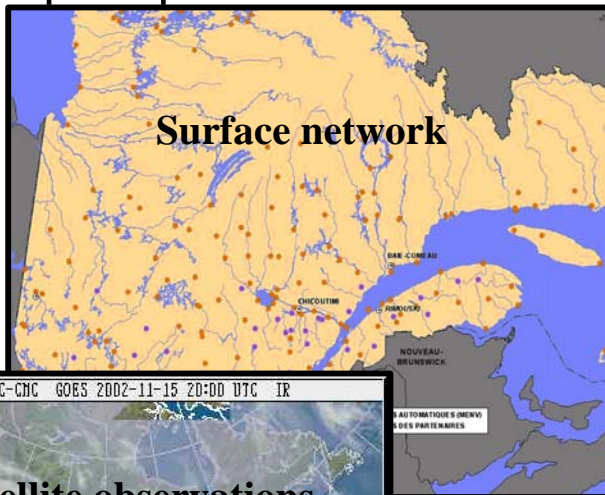 Surface network
BAIE-COMEAU
CHICOUTIMI
RIMOUSKI
NOUVEAU-
BRUNSWICK
S AUTOMATIQUES (MENV)
S DES PARTENAIRES
C-CMC GOES 2002-11-15 20:00 UTC IR
ellite observations